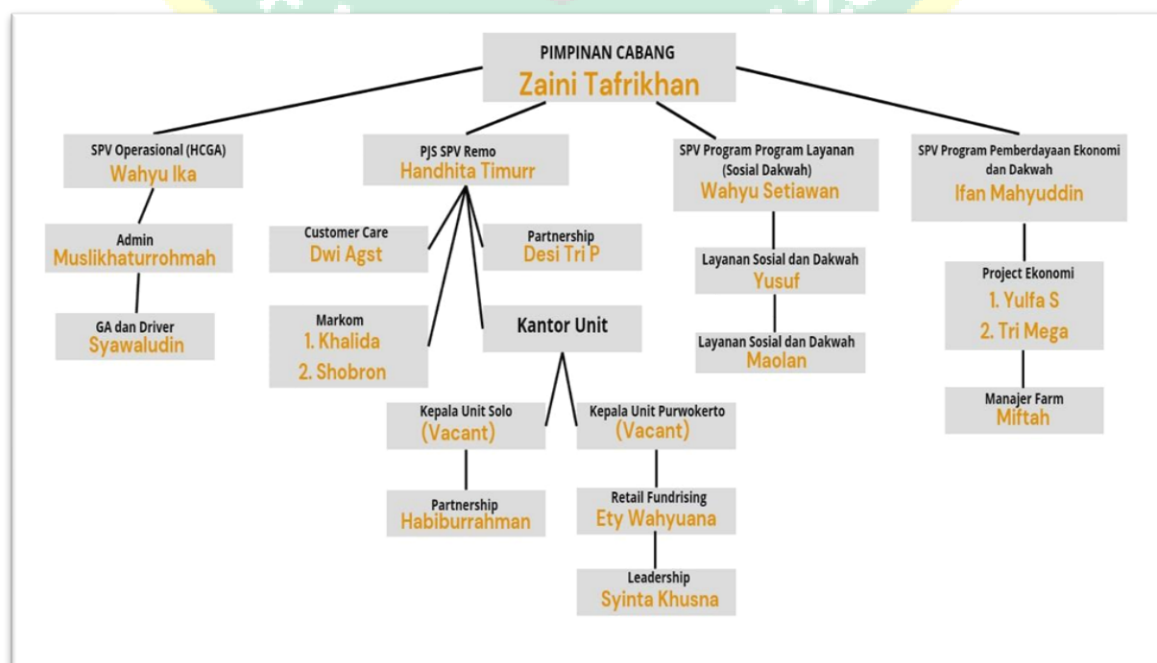 PIMPINAN CABANG
Zaini Tafrikhan
SPV Operasional (HCGA)
Wahyu Ika
Admin
Muslikhaturrohmah
GA dan Driver
Syawaludin
PJS SPV Remo
Handhita Timurr
Customer Care
Dwi Agst
Partnership
Desi Tri P
Markom
1. Khalida
2. Shobron
Kantor Unit
Kepala Unit Solo
(Vacant)
Partnership
Habiburrahman
Kepala Unit Purwokerto
(Vacant)
Retail Fundrising
Ety Wahyuana
Leadership
Syinta Khusna
SPV Program Program Layanan
(Sosial Dakwah)
Wahyu Setiawan
Layanan Sosial dan Dakwah
Yusuf
Layanan Sosial dan Dakwah
Maolan
SPV Program Pemberdayaan Ekonomi
dan Dakwah
Ifan Mahyuddin
Project Ekonomi
1. Yulfa S
2. Tri Mega
Manajer Farm
Miftah